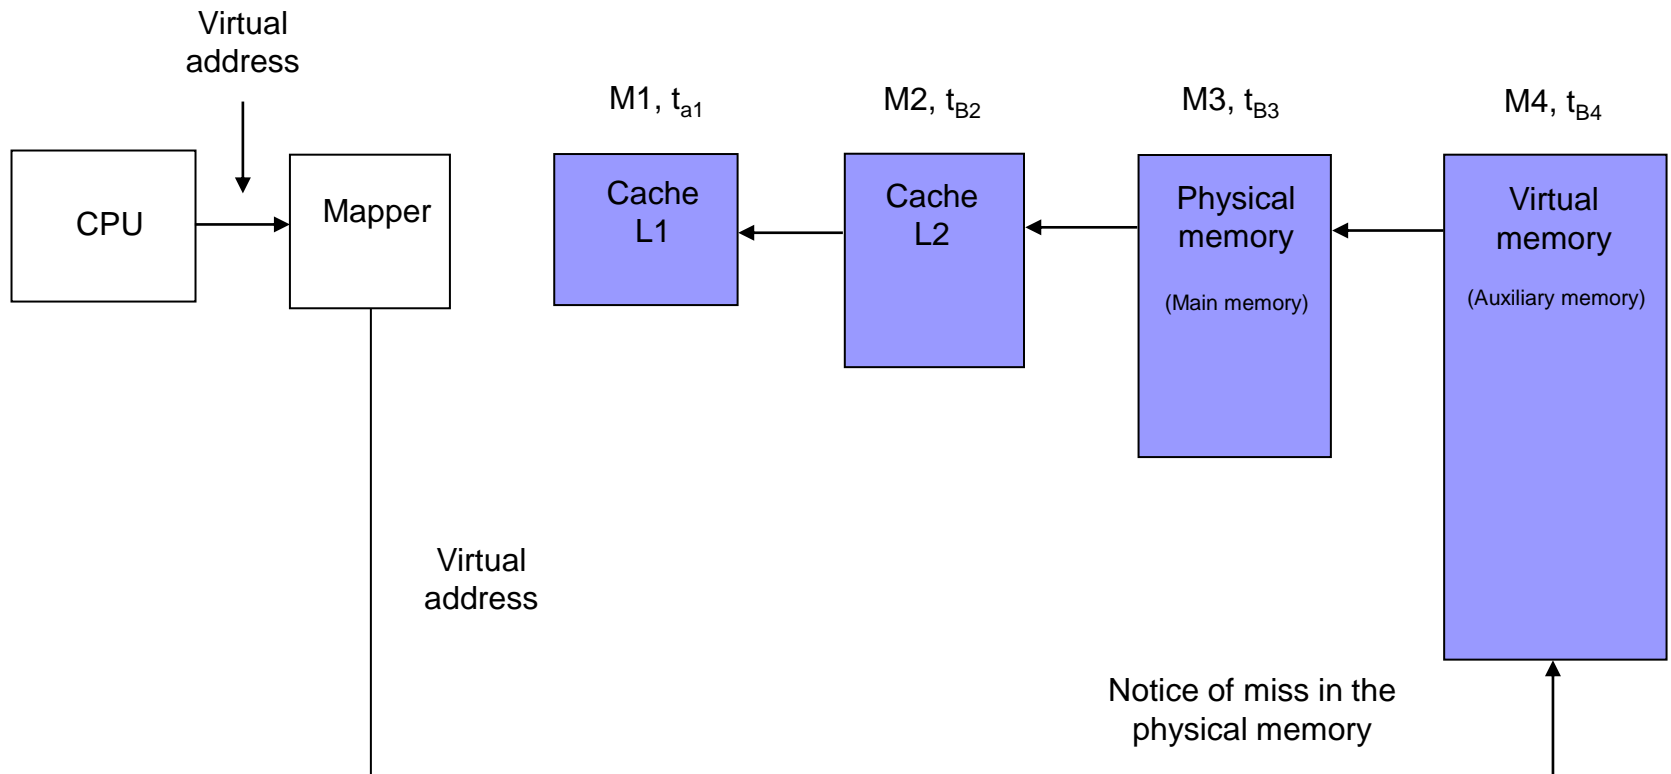 Virtual
address
M1, ta1
M2, tB2
M3, tB3
M4, tB4
CPU
Mapper
Cache
L1
Cache
L2
Physical
memory
(Main memory)
Virtual
memory
(Auxiliary memory)
Virtual
address
Notice of miss in the
physical memory